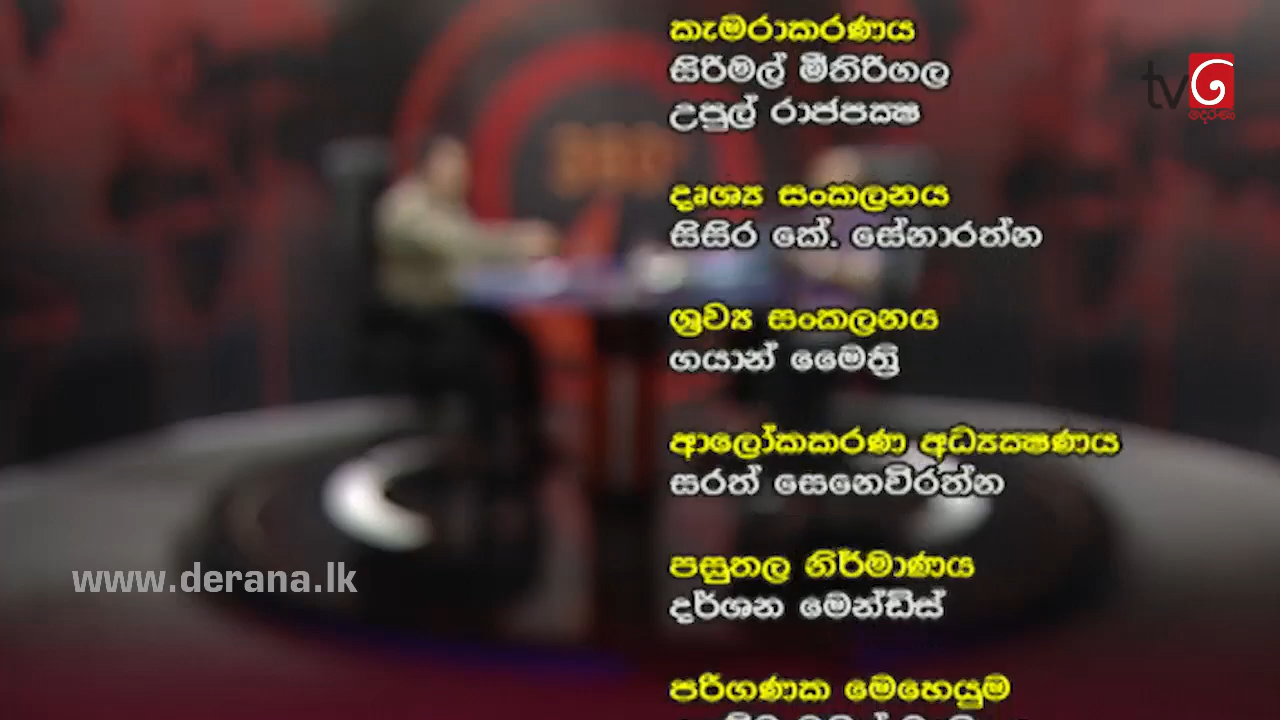 කැමරාකරණය
සිරිමල් මීතිරිගල
උපුල් රාජපක්‍ෂ
tv
දෙරණ
දෘශ්‍ය සංකලනය
සිසිර කේ. සේනාරත්න
ශ්‍රව්‍ය සංකලනය
ගයාන් මෛත්‍රි
ආලෝකකරණ අධ්‍යක්‍ෂණය
සරත් සෙනෙවිරත්න
www.derana.lk
පසුතල නිර්මාණය
දර්ශන මෙන්ඩිස්
පරිගණක මෙහෙයුම